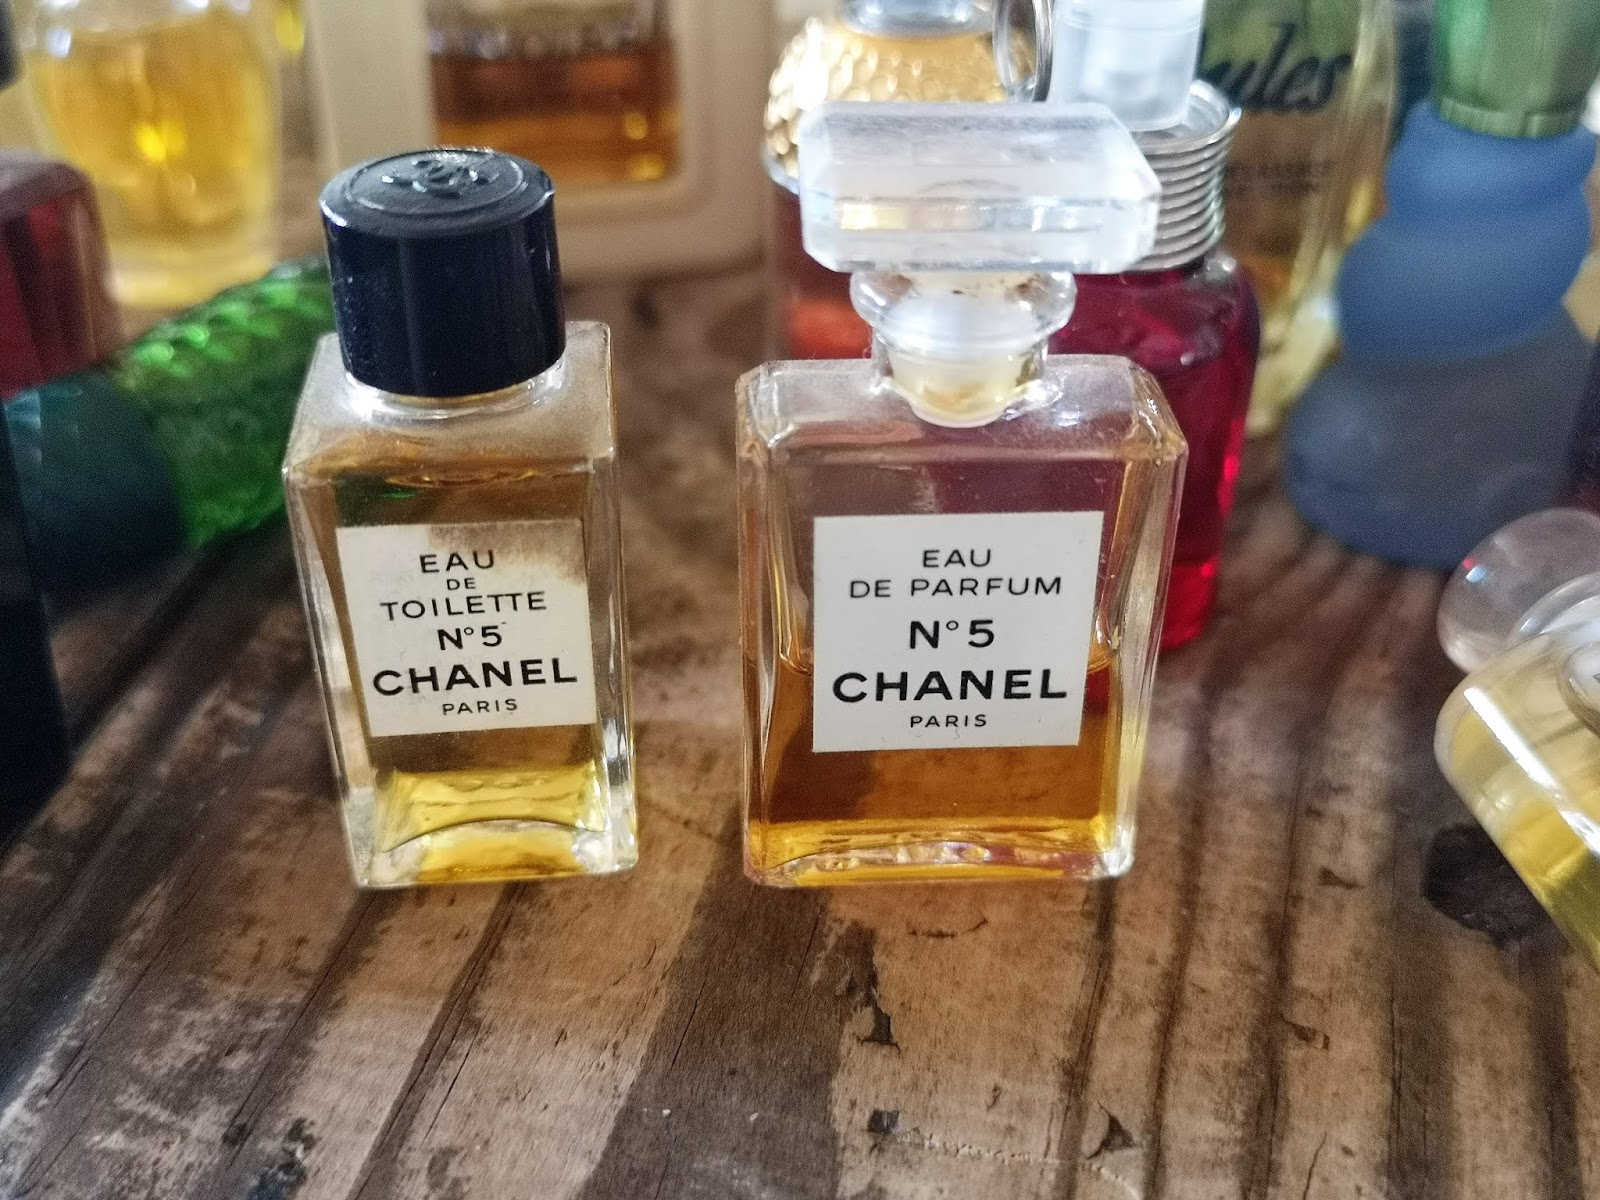 EAU
DE
TOILETTE
N°5
CHANEL
PARIS
EAU
DE PARFUM
N°5
CHANEL
PARIS